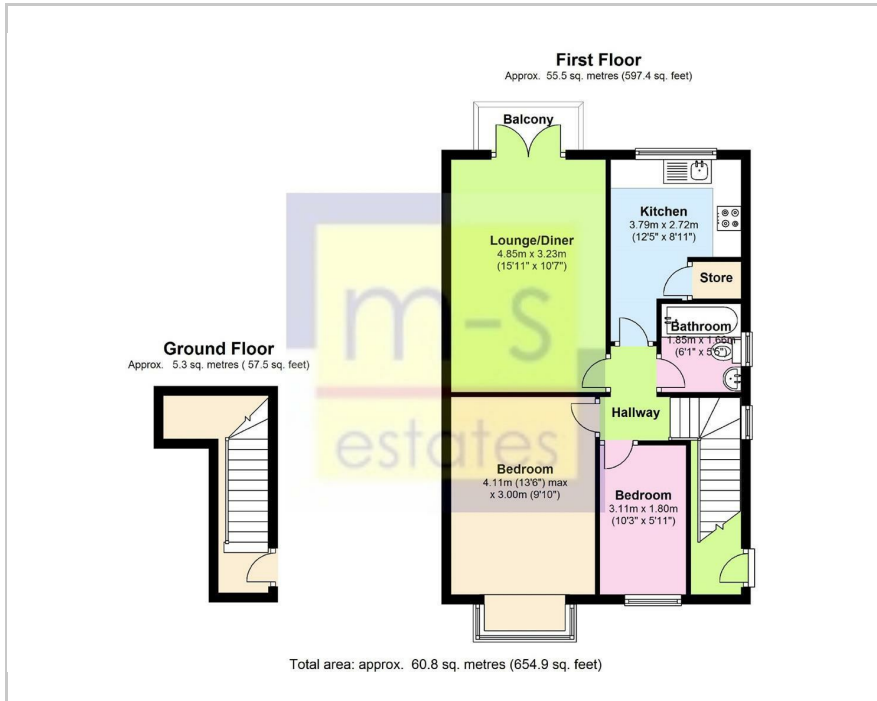 First Floor
Approx. 55.5 sq. metres (597.4 sq. feet)
Balcony
Kitchen
3.79m x 2.72m
(12'5" x 8'11")
Lounge/Diner
4.85m x 3.23m
(15'11" x 10'7")
Store
Bathroom
1.85m x 1.66m
(6'1" x 5'5")
m-s
estates
Ground Floor
Approx. 5.3 sq. metres ( 57.5 sq. feet)
Hallway
Bedroom
4.11m (13'6") max
x 3.00m (9'10")
Bedroom
3.11m x 1.80m
(10'3" x 5'11")
Total area: approx. 60.8 sq. metres (654.9 sq. feet)